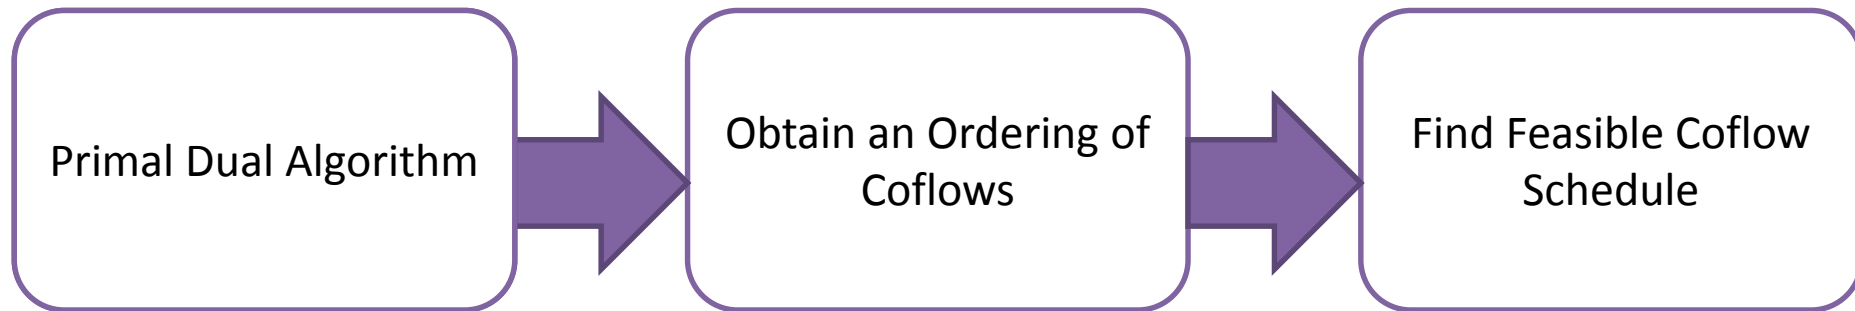 Primal Dual Algorithm
Obtain an Ordering of
Coflows
Find Feasible Coflow
Schedule